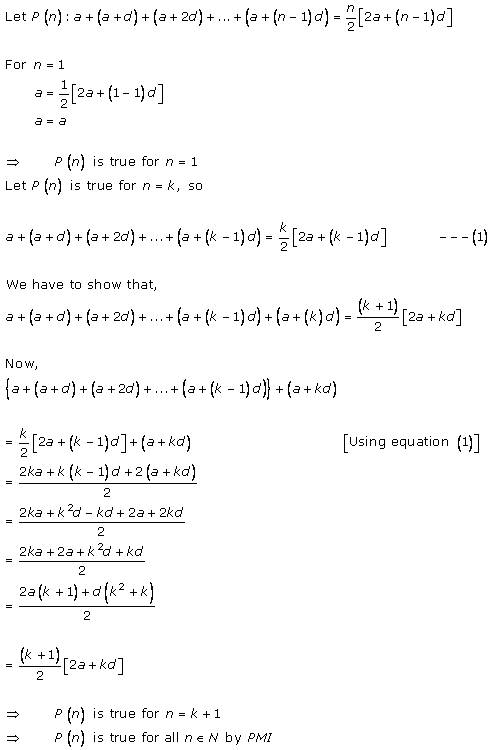 Let P(n): a+(a+d)+(a+2d)+...+(a+(n-1)d) = n/2[2a+(n-1)d]
For n = 1
a = 1/2[2a+(1-1)d]
a = a
⇒ P(n) is true for n = 1
Let P(n) is true for n = k, so
a+(a+d)+(a+2d)+...+(a+(k-1)d) = k/2[2a+(k-1)d] ---(1)
We have to show that,
a+(a+d)+(a+2d)+...+(a+(k-1)d)+(a+(k)d) = (k+1)/2[2a+kd]
Now,
{a+(a+d)+(a+2d)+...+(a+(k-1)d)}+(a+kd)
= k/2[2a+(k-1)d]+(a+kd) [Using equation (1)]
= 2ka+k(k-1)d+2(a+kd)/2
= 2ka+k²d-kd+2a+2kd/2
= 2ka+2a+k²d+kd/2
= 2a(k+1)+d(k²+k)/2
= (k+1)/2[2a+kd]
⇒ P(n) is true for n = k+1
⇒ P(n) is true for all n ∈ N by PMI